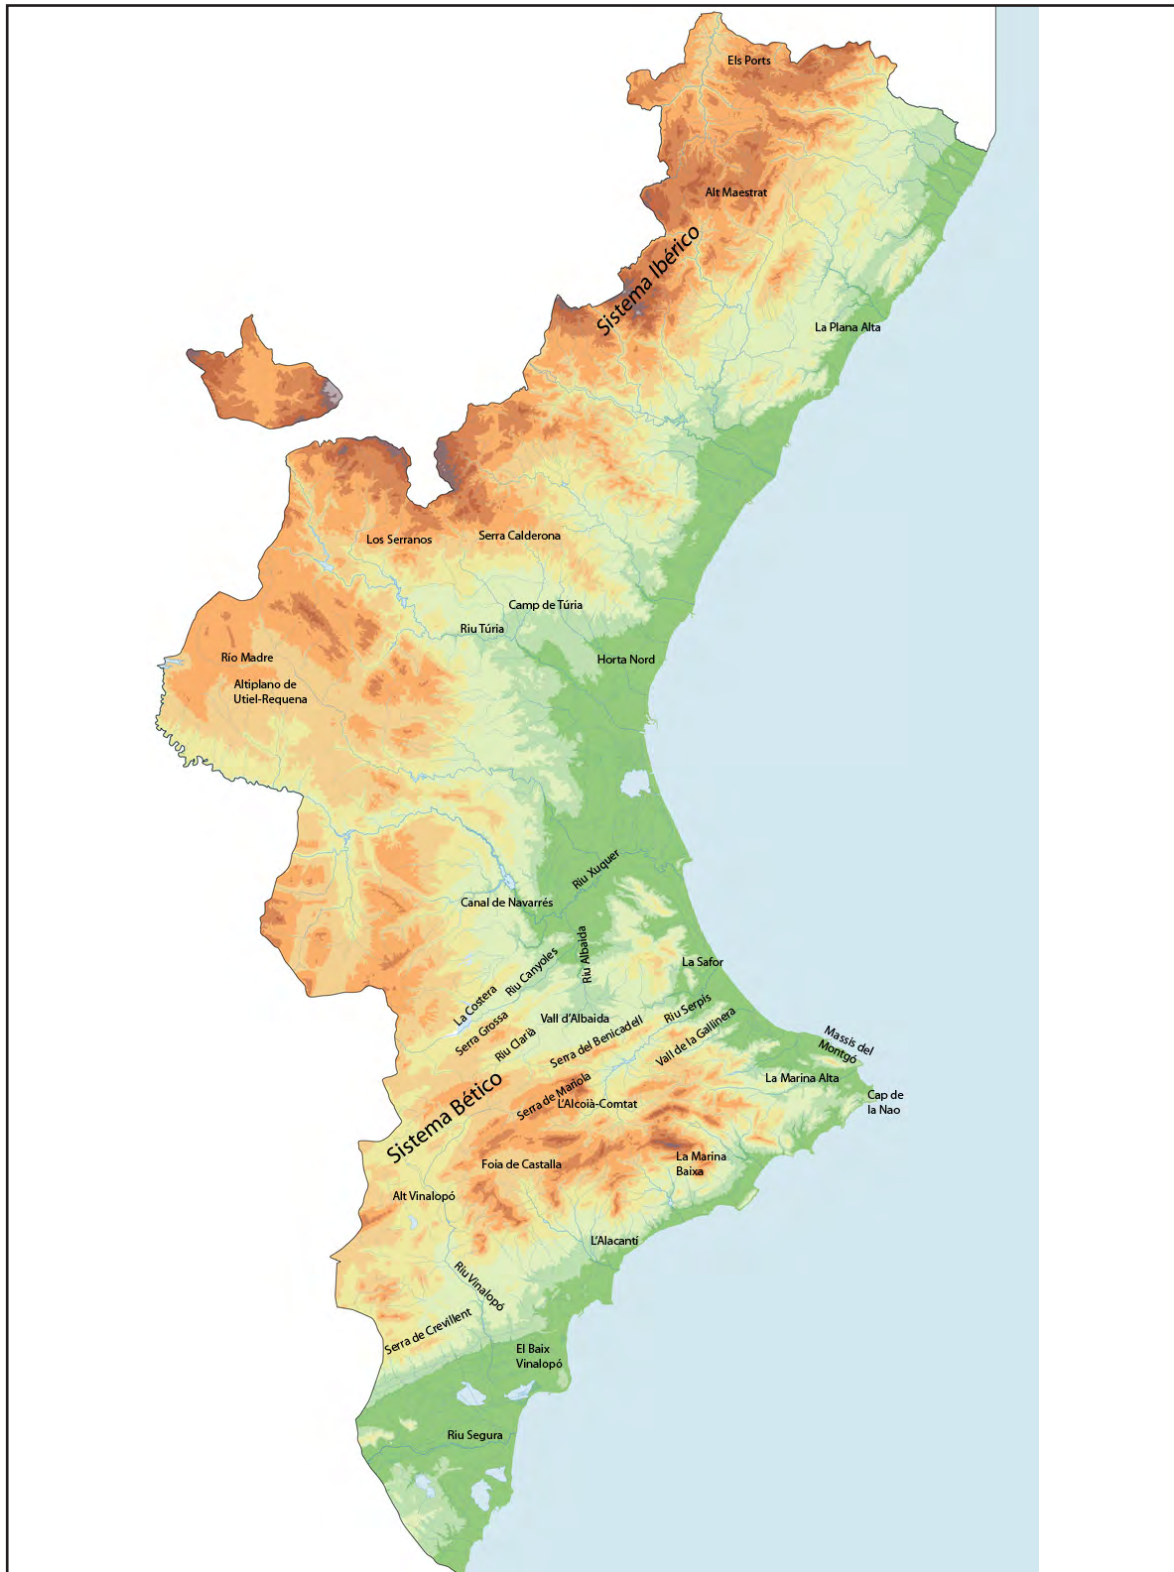 Els Ports
Alt Maestrat
Sistema Ibérico
La Plana Alta
Los Serranos
Serra Calderona
Camp de Túria
Riu Túria
Horta Nord
Río Madre
Altiplano de
Utiel-Requena
Riu Xuquer
Canal de Navarrés
Riu Albaida
La Safor
Riu Canyoles
La Costera
Serra Grossa
Riu Clarià
Vall d'Albaida
Serra del Benicadell
Riu Serpis
Vall de la Gallinera
Massis del
Montgó
La Marina Alta
Cap de
la Nao
Serra de Mariola
L'Alcoià-Comtat
Sistema Bético
Foia de Castalla
La Marina
Baixa
Alt Vinalopó
L'Alacantí
Riu Vinalopó
Serra de Crevillent
El Baix
Vinalopó
Riu Segura